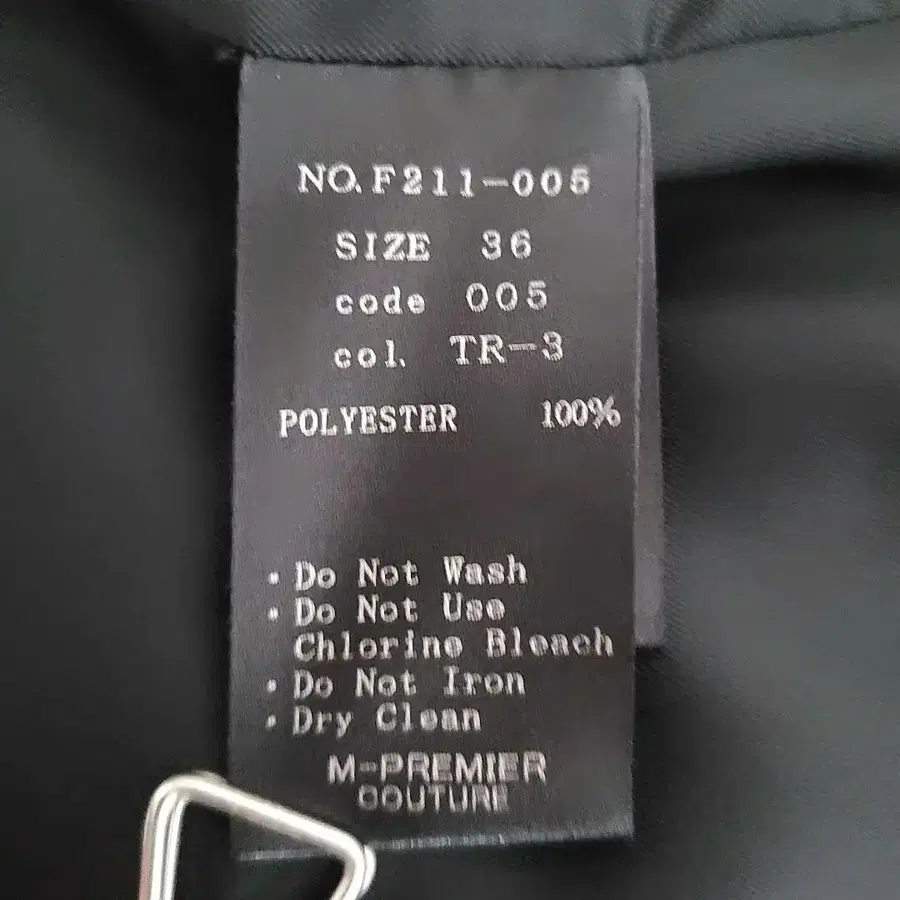 NO.F211-005
SIZE 36
code 005
col. TR-3
POLYESTER 100%
· Do Not Wash
· Do Not Use
Chlorine Bleach
· Do Not Iron
· Dry Clean
M-PREMIER
COUTURE